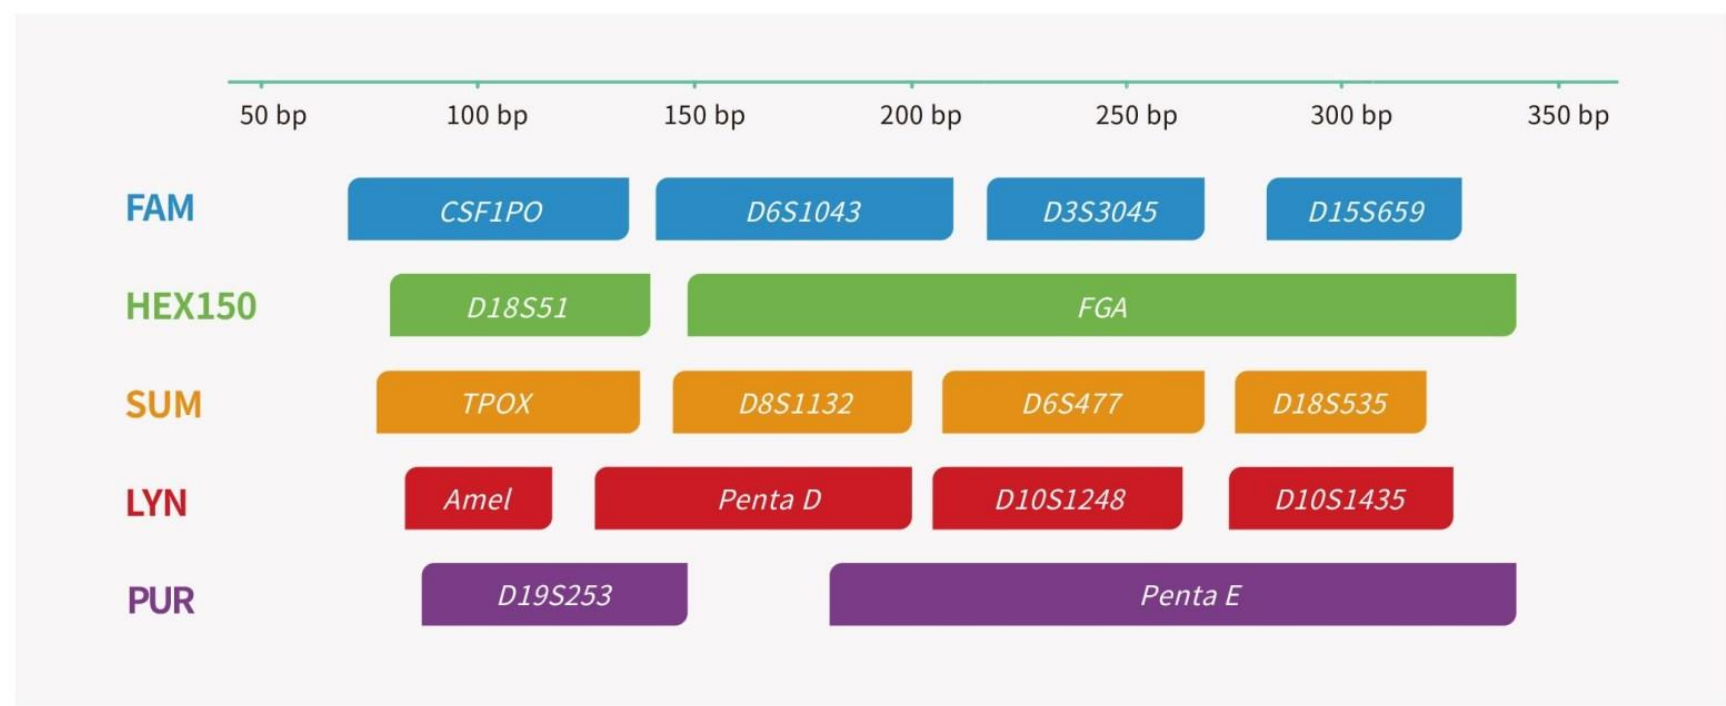 50 bp 100 bp 150 bp 200 bp 250 bp 300 bp 350 bp
FAM CSF1PO D6S1043 D3S3045 D15S659
HEX150 D18S51 FGA
SUM TPOX D8S1132 D6S477 D18S535
LYN Amel Penta D D10S1248 D10S1435
PUR D19S253 Penta E